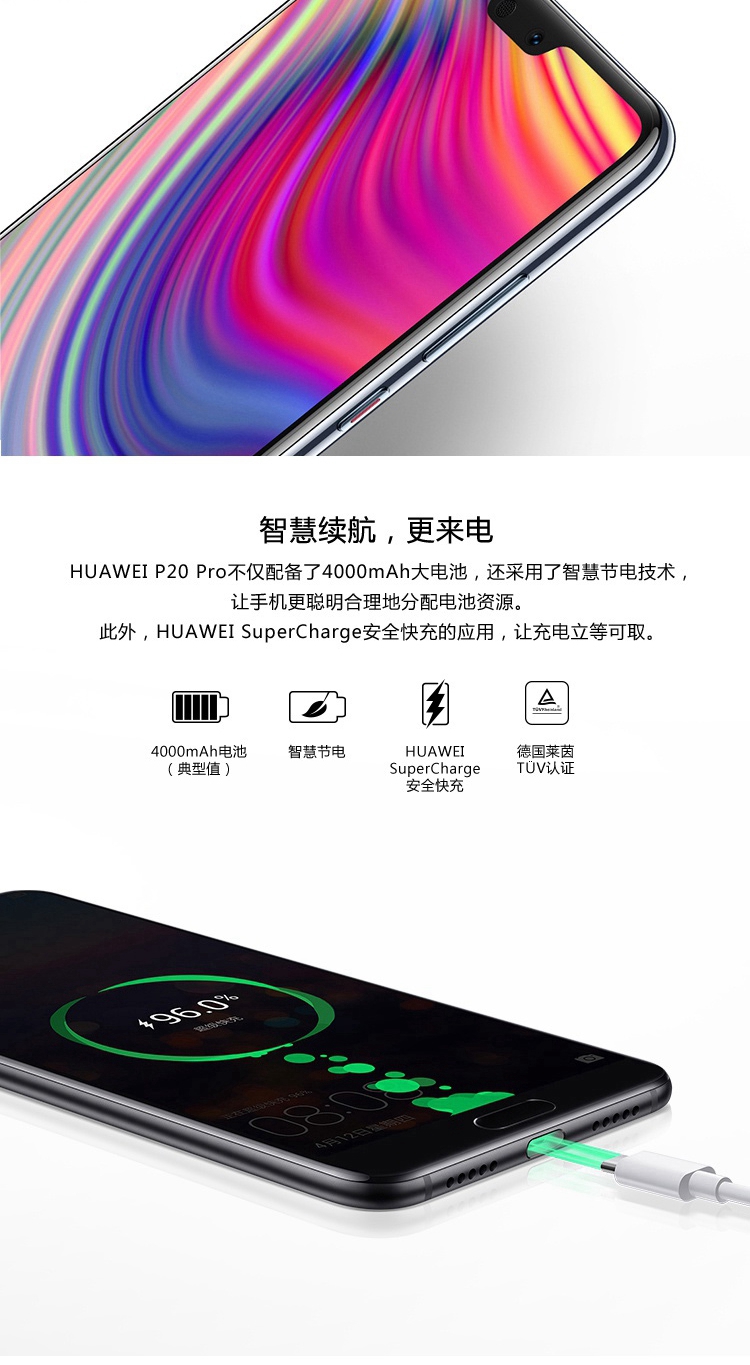 智慧续航，更来电
HUAWEI P20 Pro不仅配备了4000mAh大电池，还采用了智慧节电技术，
让手机更聪明合理地分配电池资源。
此外，HUAWEI SuperCharge安全快充的应用，让充电立等可取。
TÜVRheinland
4000mAh电池
（典型值）
智慧节电
HUAWEI
SuperCharge
安全快充
德国莱茵
TÜV认证
96.0%
超级快充
08:0
4月12日星期四